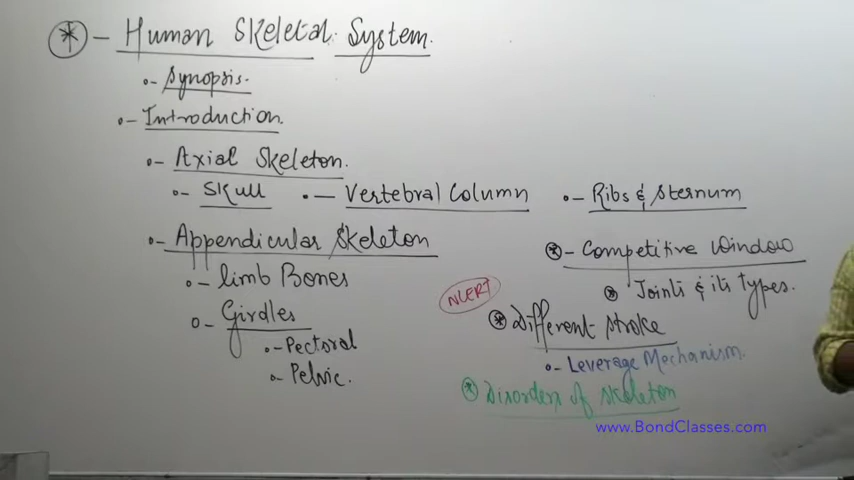 * - Human Skeletal System.
- Synopsis.
- Introduction.
- Axial Skeleton.
- Skull - Vertebral Column - Ribs & Sternum
- Appendicular Skeleton
* - Competitive Window
- limb Bones
* Joints & its Types.
NCERT
- Girdles
* Different Stroke
- Pectoral
- Leverage Mechanism.
- Pelvic.
* Disorders of Skeleton
www.BondClasses.com